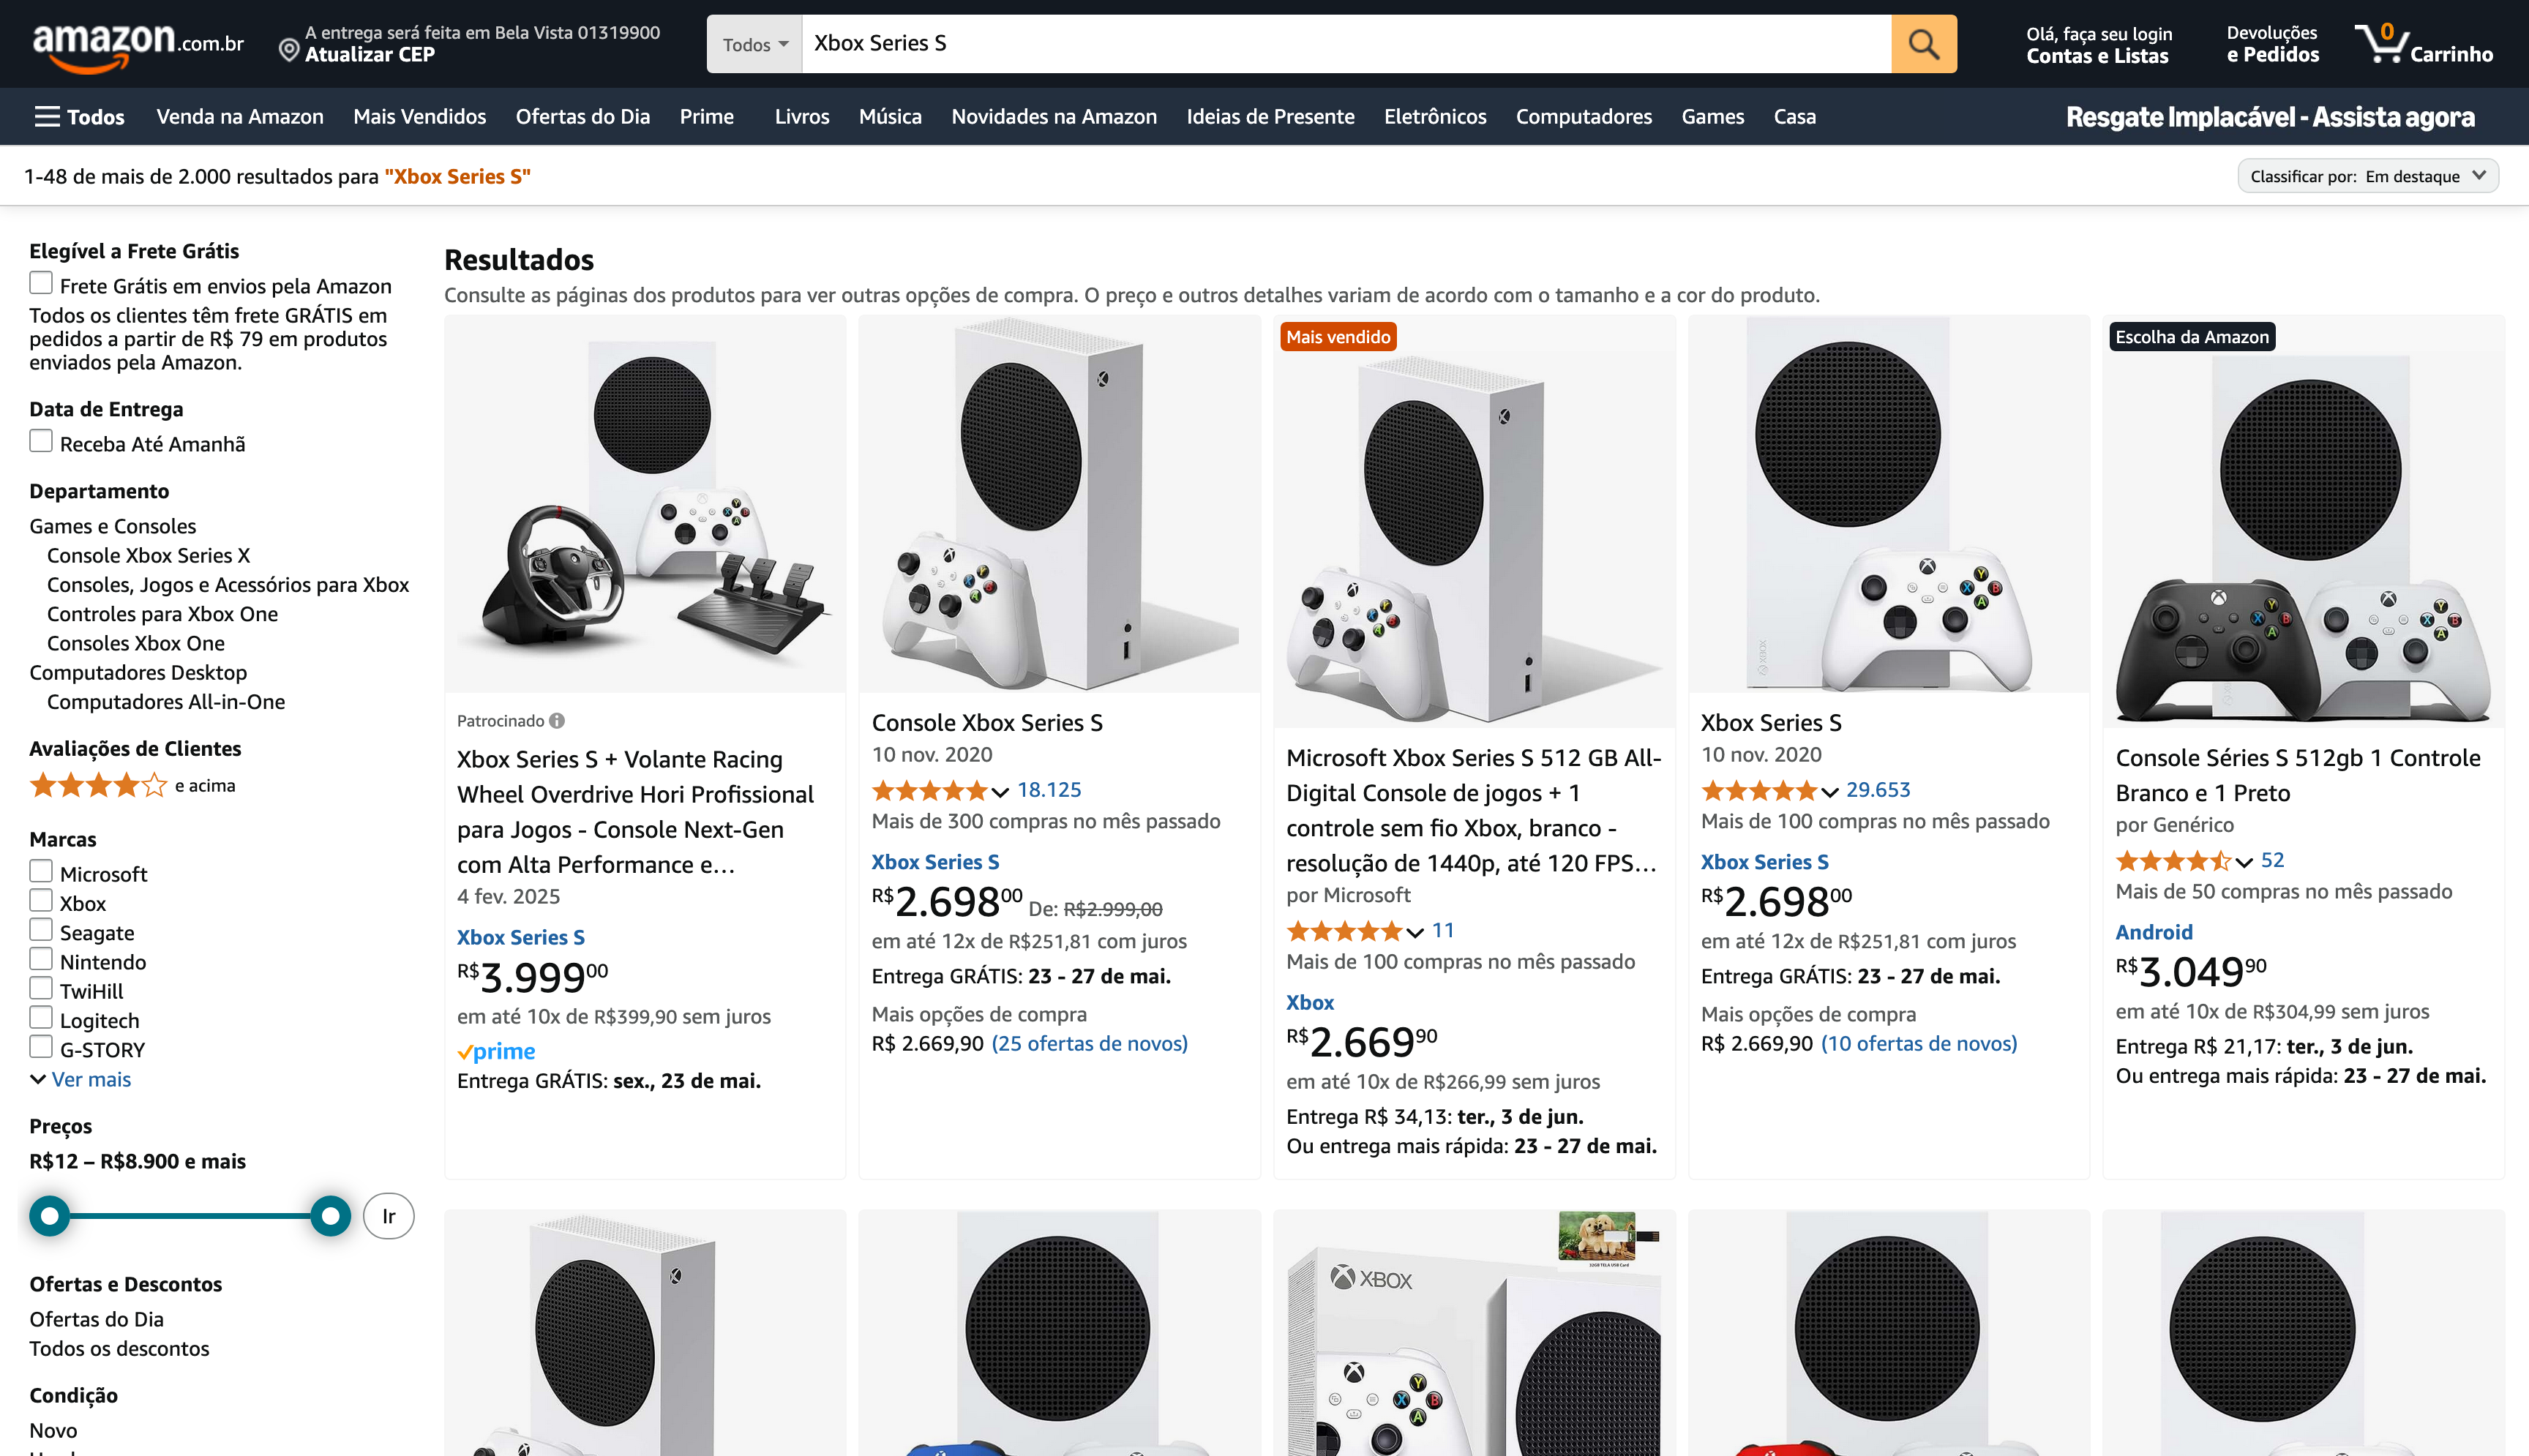 amazon.com.br
A entrega será feita em Bela Vista 01319900
Atualizar CEP
Todos
Xbox Series S
Olá, faça seu login
Contas e Listas
Devoluções
e Pedidos
0
Carrinho
Todos
Venda na Amazon
Mais Vendidos
Ofertas do Dia
Prime
Livros
Música
Novidades na Amazon
Ideias de Presente
Eletrônicos
Computadores
Games
Casa
Resgate Implacável - Assista agora
1-48 de mais de 2.000 resultados para "Xbox Series S"
Classificar por: Em destaque
Elegível a Frete Grátis
Frete Grátis em envios pela Amazon
Todos os clientes têm frete GRÁTIS em
pedidos a partir de R$ 79 em produtos
enviados pela Amazon.
Data de Entrega
Receba Até Amanhã
Departamento
Games e Consoles
Console Xbox Series X
Consoles, Jogos e Acessórios para Xbox
Controles para Xbox One
Consoles Xbox One
Computadores Desktop
Computadores All-in-One
Avaliações de Clientes
e acima
Marcas
Microsoft
Xbox
Seagate
Nintendo
TwiHill
Logitech
G-STORY
Ver mais
Preços
R$12 – R$8.900 e mais
Ir
Ofertas e Descontos
Ofertas do Dia
Todos os descontos
Condição
Novo
Resultados
Consulte as páginas dos produtos para ver outras opções de compra. O preço e outros detalhes variam de acordo com o tamanho e a cor do produto.
Patrocinado
Xbox Series S + Volante Racing
Wheel Overdrive Hori Profissional
para Jogos - Console Next-Gen
com Alta Performance e…
4 fev. 2025
Xbox Series S
R$3.99900
em até 10x de R$399,90 sem juros
prime
Entrega GRÁTIS: sex., 23 de mai.
Console Xbox Series S
10 nov. 2020
18.125
Mais de 300 compras no mês passado
Xbox Series S
R$2.69800 De: R$2.999,00
em até 12x de R$251,81 com juros
Entrega GRÁTIS: 23 - 27 de mai.
Mais opções de compra
R$ 2.669,90 (25 ofertas de novos)
Mais vendido
Microsoft Xbox Series S 512 GB All-
Digital Console de jogos + 1
controle sem fio Xbox, branco -
resolução de 1440p, até 120 FPS…
por Microsoft
11
Mais de 100 compras no mês passado
Xbox
R$2.66990
em até 10x de R$266,99 sem juros
Entrega R$ 34,13: ter., 3 de jun.
Ou entrega mais rápida: 23 - 27 de mai.
XBOX
Xbox Series S
10 nov. 2020
29.653
Mais de 100 compras no mês passado
Xbox Series S
R$2.69800
em até 12x de R$251,81 com juros
Entrega GRÁTIS: 23 - 27 de mai.
Mais opções de compra
R$ 2.669,90 (10 ofertas de novos)
Escolha da Amazon
Console Séries S 512gb 1 Controle
Branco e 1 Preto
por Genérico
52
Mais de 50 compras no mês passado
Android
R$3.04990
em até 10x de R$304,99 sem juros
Entrega R$ 21,17: ter., 3 de jun.
Ou entrega mais rápida: 23 - 27 de mai.
XBOX